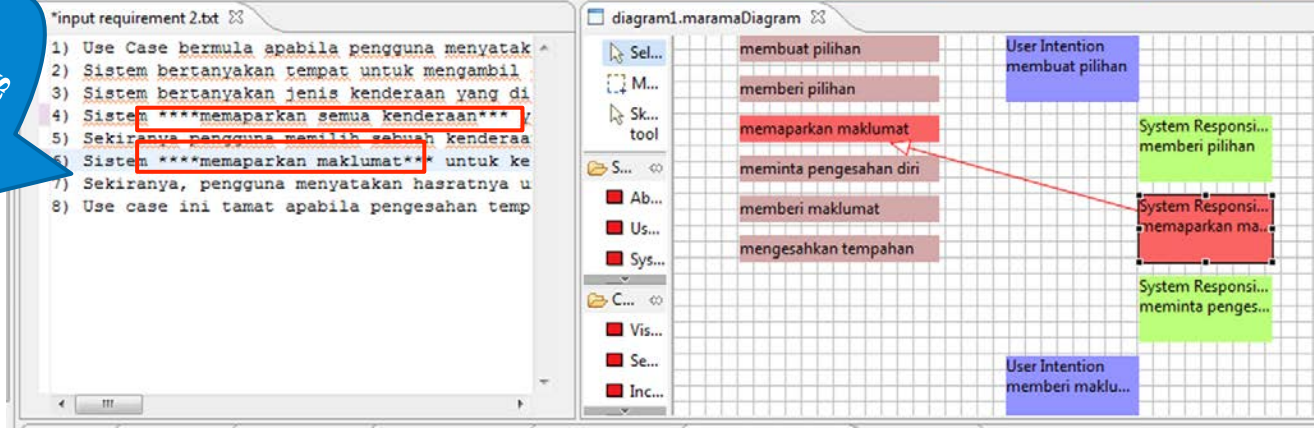 *input requirement 2.txt
1) Use Case bermula apabila pengguna menyatak
2) Sistem bertanyakan tempat untuk mengambil
3) Sistem bertanyakan jenis kenderaan yang di
4) Sistem ****memaparkan semua kenderaan*** y
5) Sekiranya pengguna memilih sebuah kenderaa
6) Sistem ****memaparkan maklumat*** untuk ke
7) Sekiranya, pengguna menyatakan hasratnya u
8) Use case ini tamat apabila pengesahan temp
diagram1.maramaDiagram
Sel...
M...
Sk...
tool
S...
Ab...
Us...
Sys...
C...
Vis...
Se...
Inc...
membuat pilihan
memberi pilihan
memaparkan maklumat
meminta pengesahan diri
memberi maklumat
mengesahkan tempahan
User Intention
membuat pilihan
System Responsi...
memberi pilihan
System Responsi...
memaparkan ma...
System Responsi...
meminta penges...
User Intention
memberi maklu...